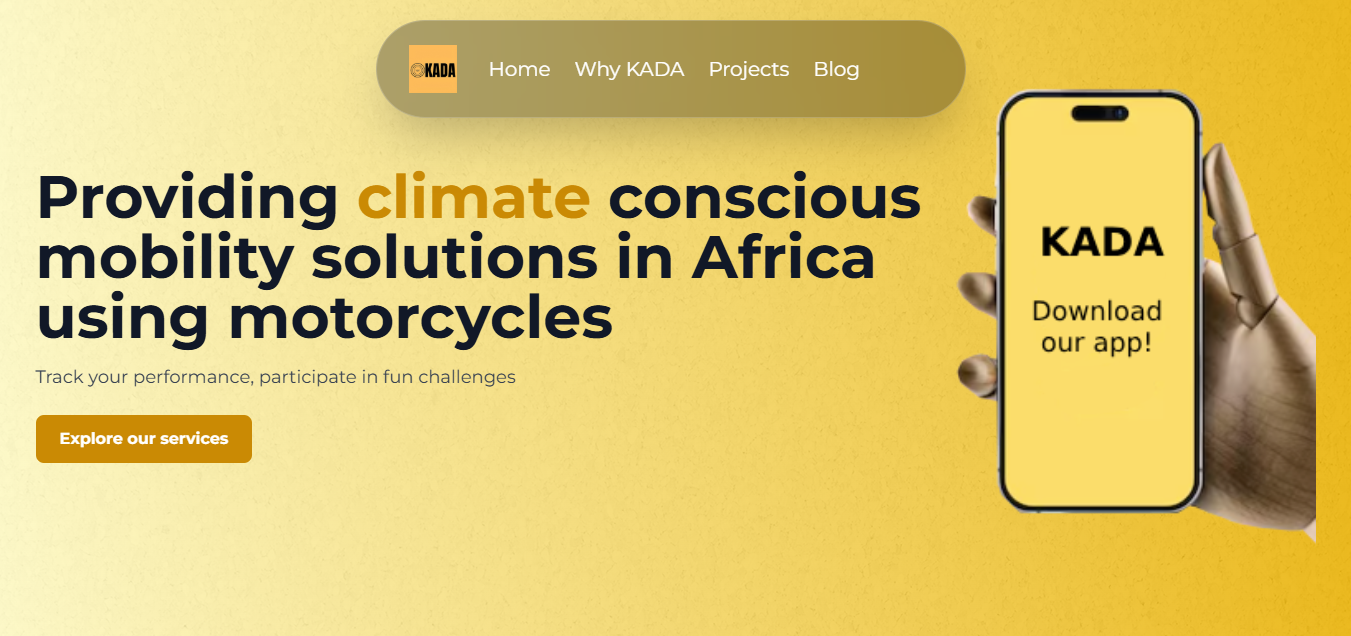 KADA
Home
Why KADA
Projects
Blog
Providing climate conscious
mobility solutions in Africa
using motorcycles
Track your performance, participate in fun challenges
Explore our services
KADA
Download
our app!